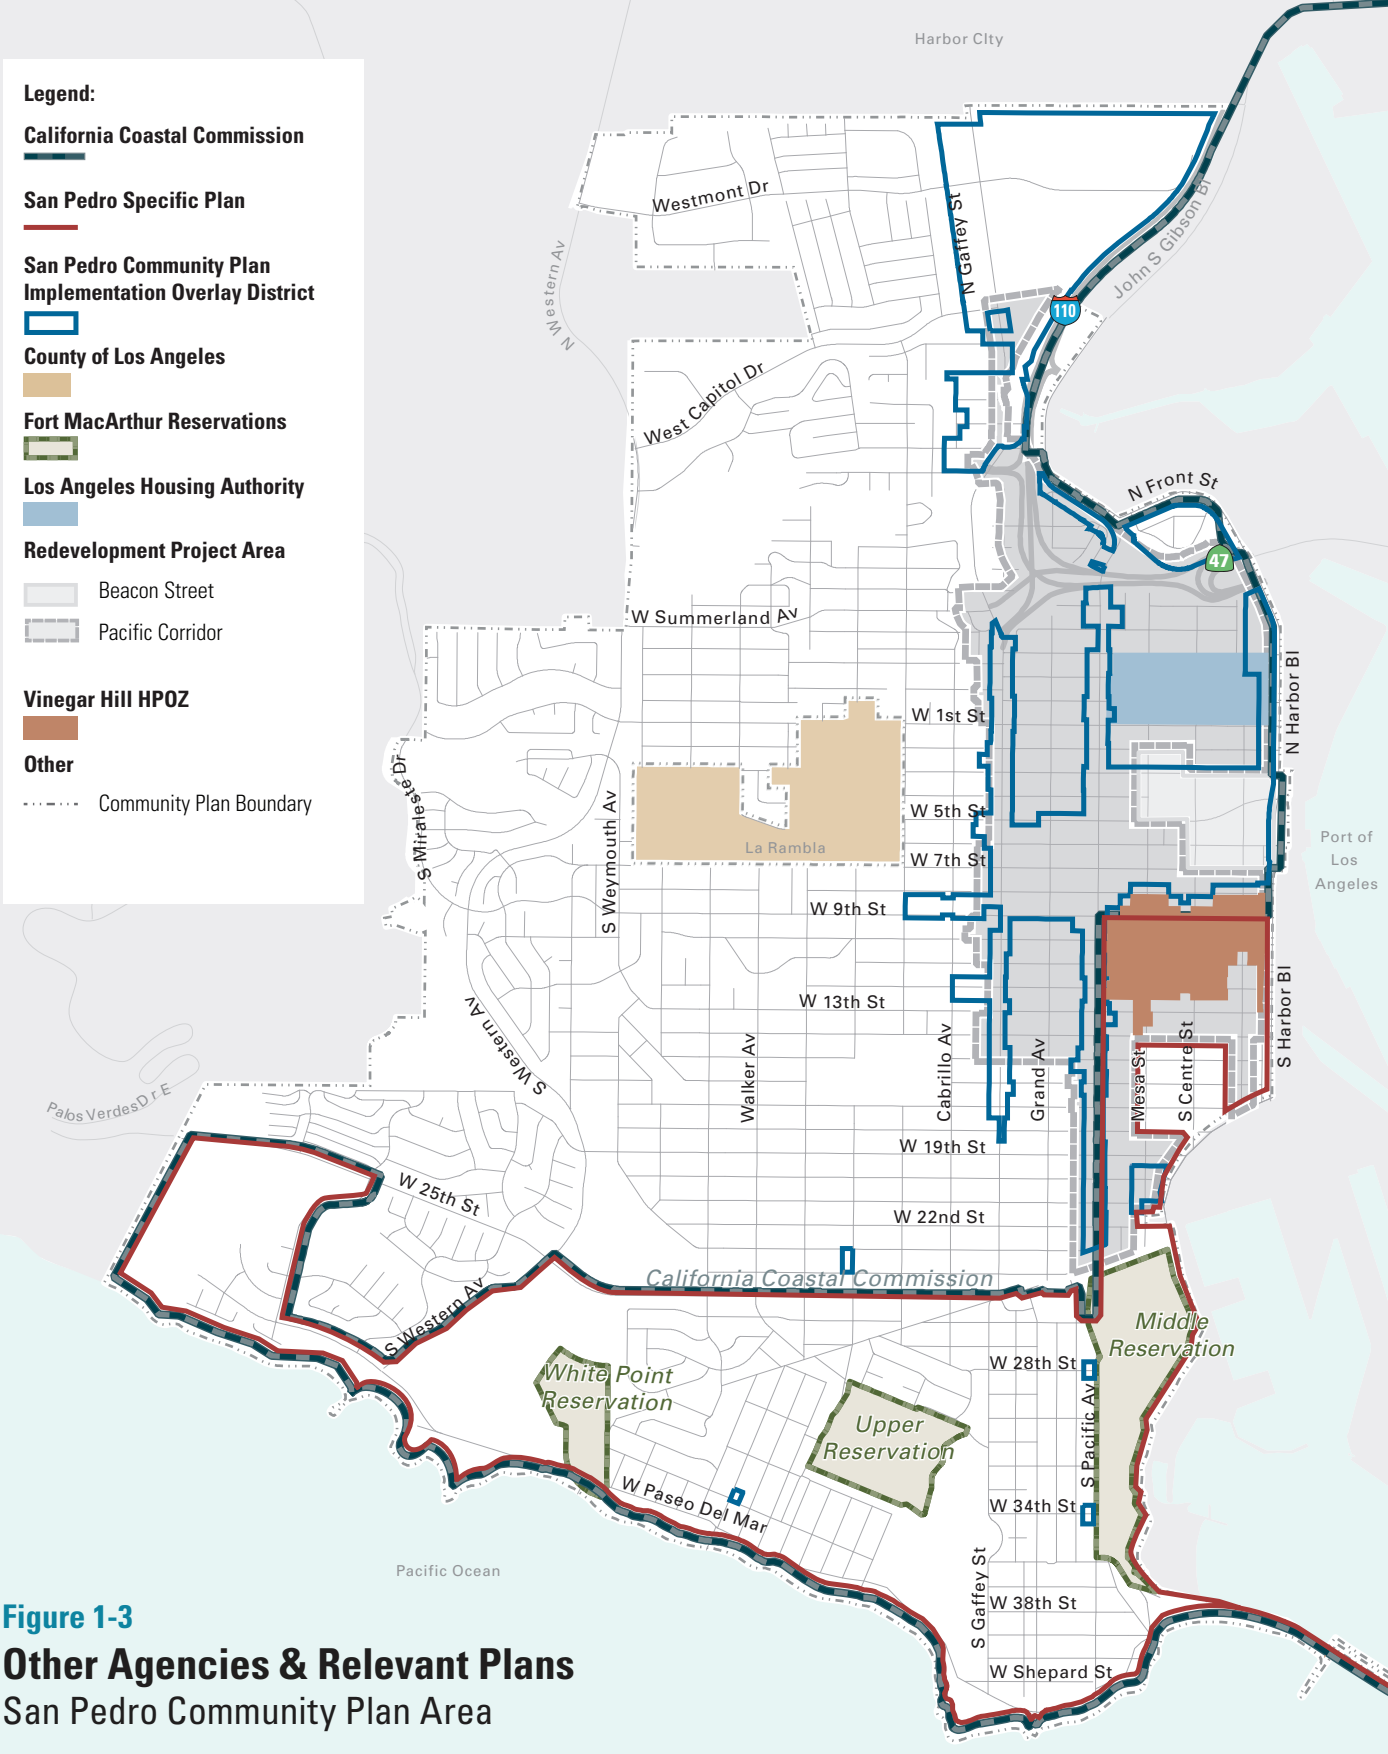 Harbor CIty
Legend:
California Coastal Commission
San Pedro Specific Plan
San Pedro Community Plan
Implementation Overlay District
County of Los Angeles
Fort MacArthur Reservations
Los Angeles Housing Authority
Redevelopment Project Area
Beacon Street
Pacific Corridor
Vinegar Hill HPOZ
Other
Community Plan Boundary
Westmont Dr
N Gaffey St
John S Gibson Bl
N Western Av
110
West Capitol Dr
N Front St
47
W Summerland Av
N Harbor Bl
W 1st St
S Miraleste Dr
S Weymouth Av
W 5th St
La Rambla
W 7th St
Port of
Los
Angeles
W 9th St
W 13th St
S Western Av
Walker Av
Cabrillo Av
Grand Av
Mesa St
S Centre St
S Harbor Bl
Palos Verdes Dr E
W 19th St
W 25th St
W 22nd St
California Coastal Commission
S Western Av
Middle
Reservation
W 28th St
White Point
Reservation
Upper
Reservation
S Pacific Av
W Paseo Del Mar
W 34th St
Pacific Ocean
S Gaffey St
W 38th St
W Shepard St
Figure 1-3
Other Agencies & Relevant Plans
San Pedro Community Plan Area